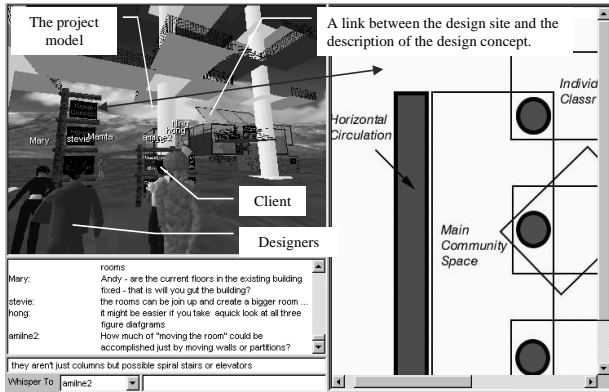 The project
model
A link between the design site and the
description of the design concept.
Design
Concept
Mary
stevie
Mamta
hong
amilne2
Client
Designers
Horizontal
Circulation
Individ
Classr
Main
Community
Space
rooms
Mary: Andy - are the current floors in the existing building
fixed - that is will you gut the building?
stevie: the rooms can be join up and create a bigger room ...
hong: it might be easier if you take aquick look at all three
figure diafgrams
amilne2: How much of "moving the room" could be
accomplished just by moving walls or partitions?
they aren't just columns but possible spiral stairs or elevators
Whisper To amilne2